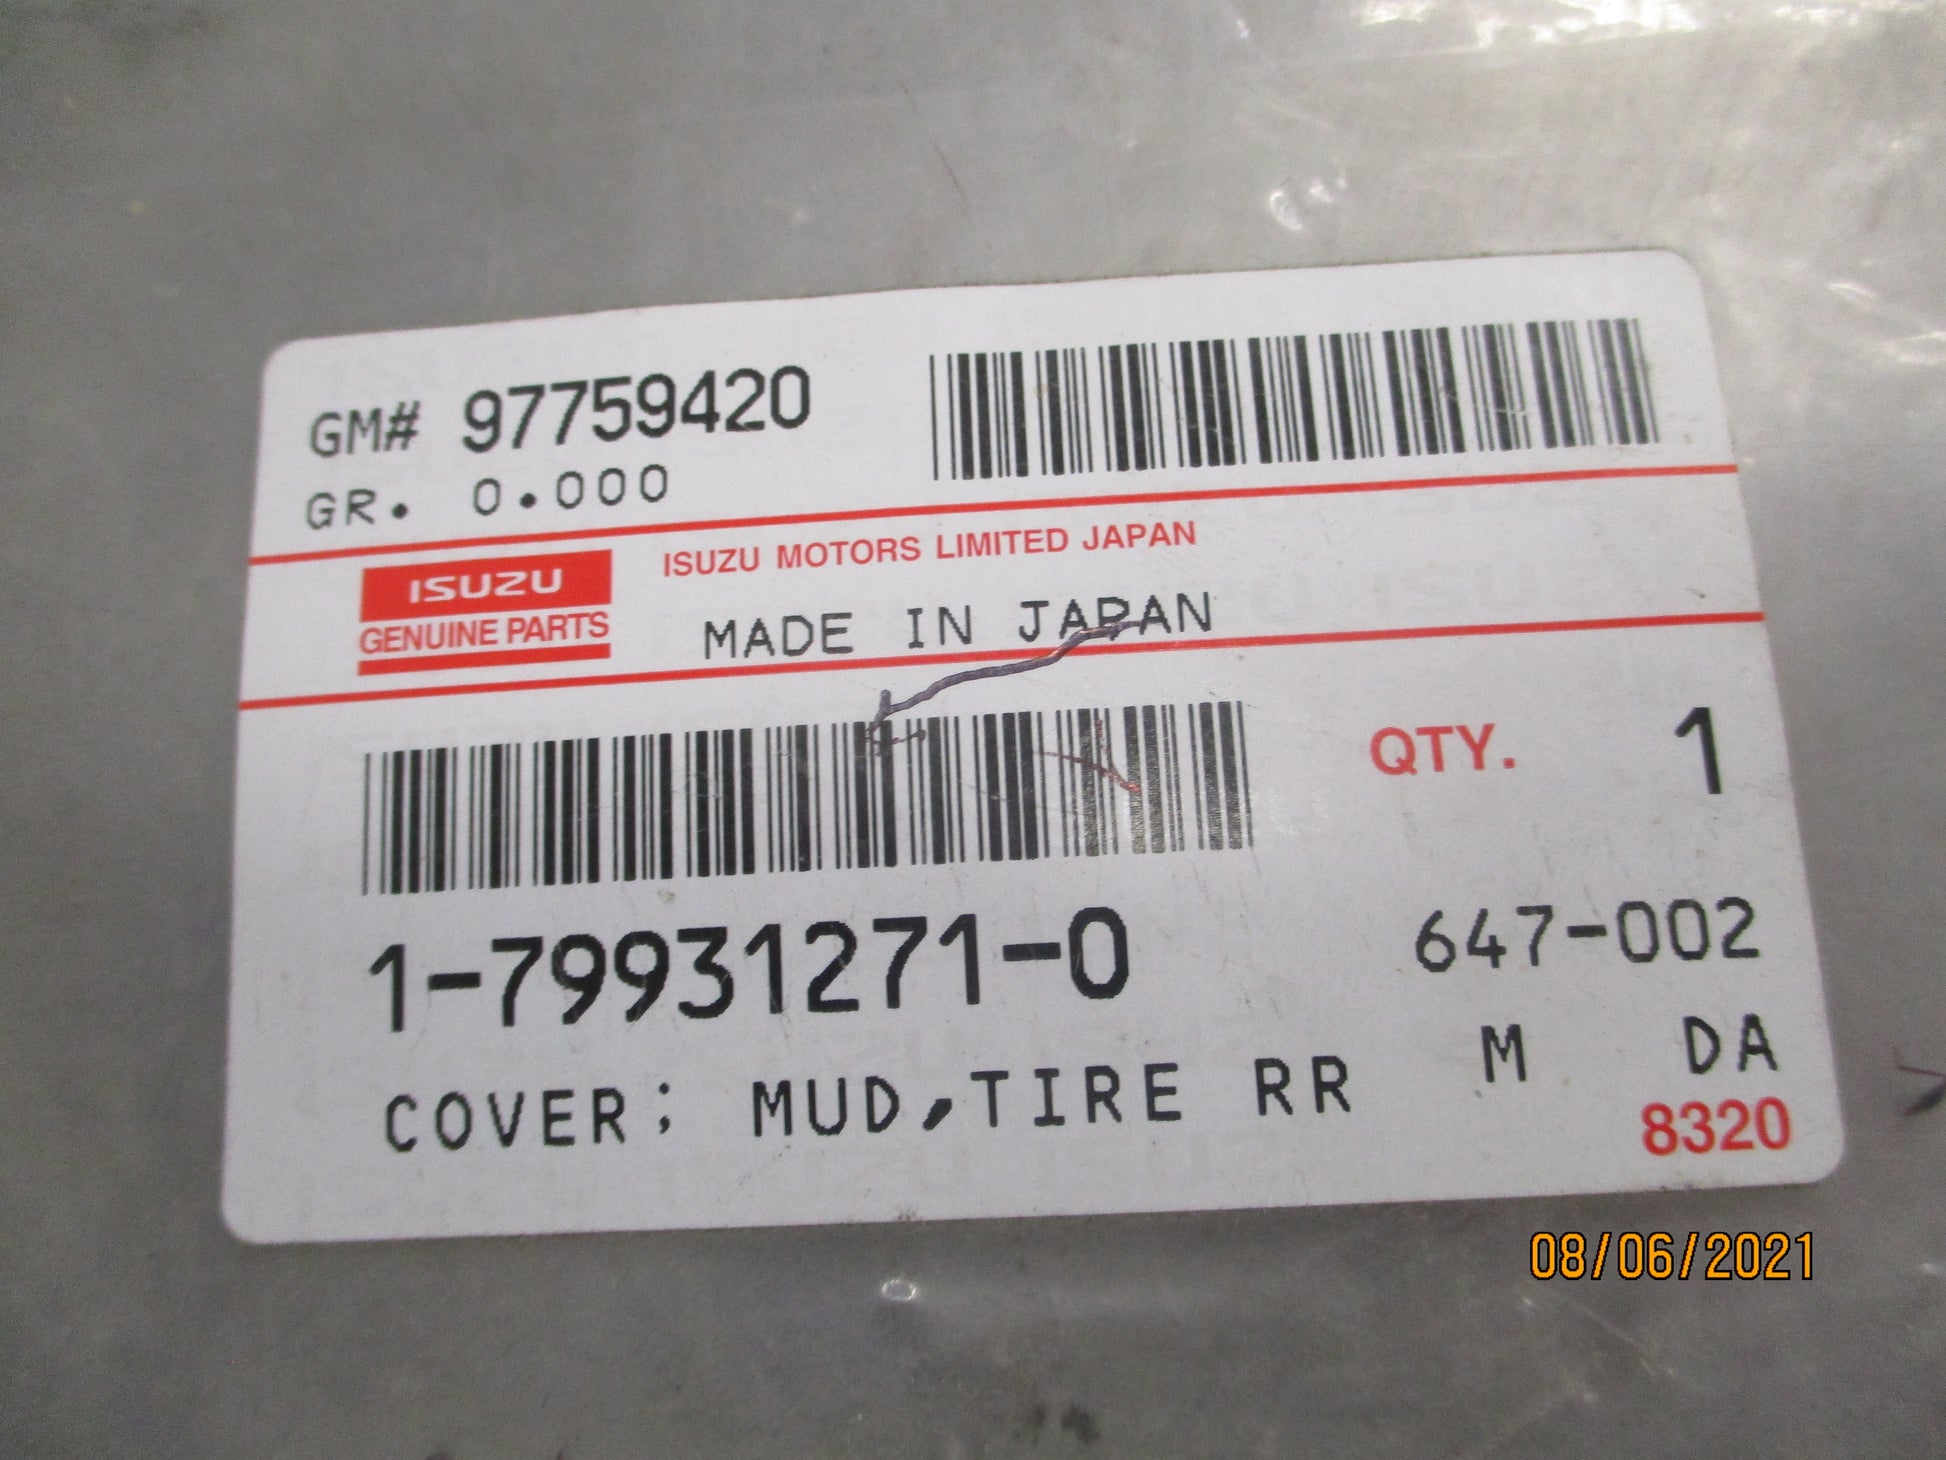 GM# 97759420
GR. 0.000
ISUZU
GENUINE PARTS
ISUZU MOTORS LIMITED JAPAN
MADE IN JAPAN
QTY. 1
1-79931271-0
647-002
COVER; MUD,TIRE RR
M DA
8320
08/06/2021